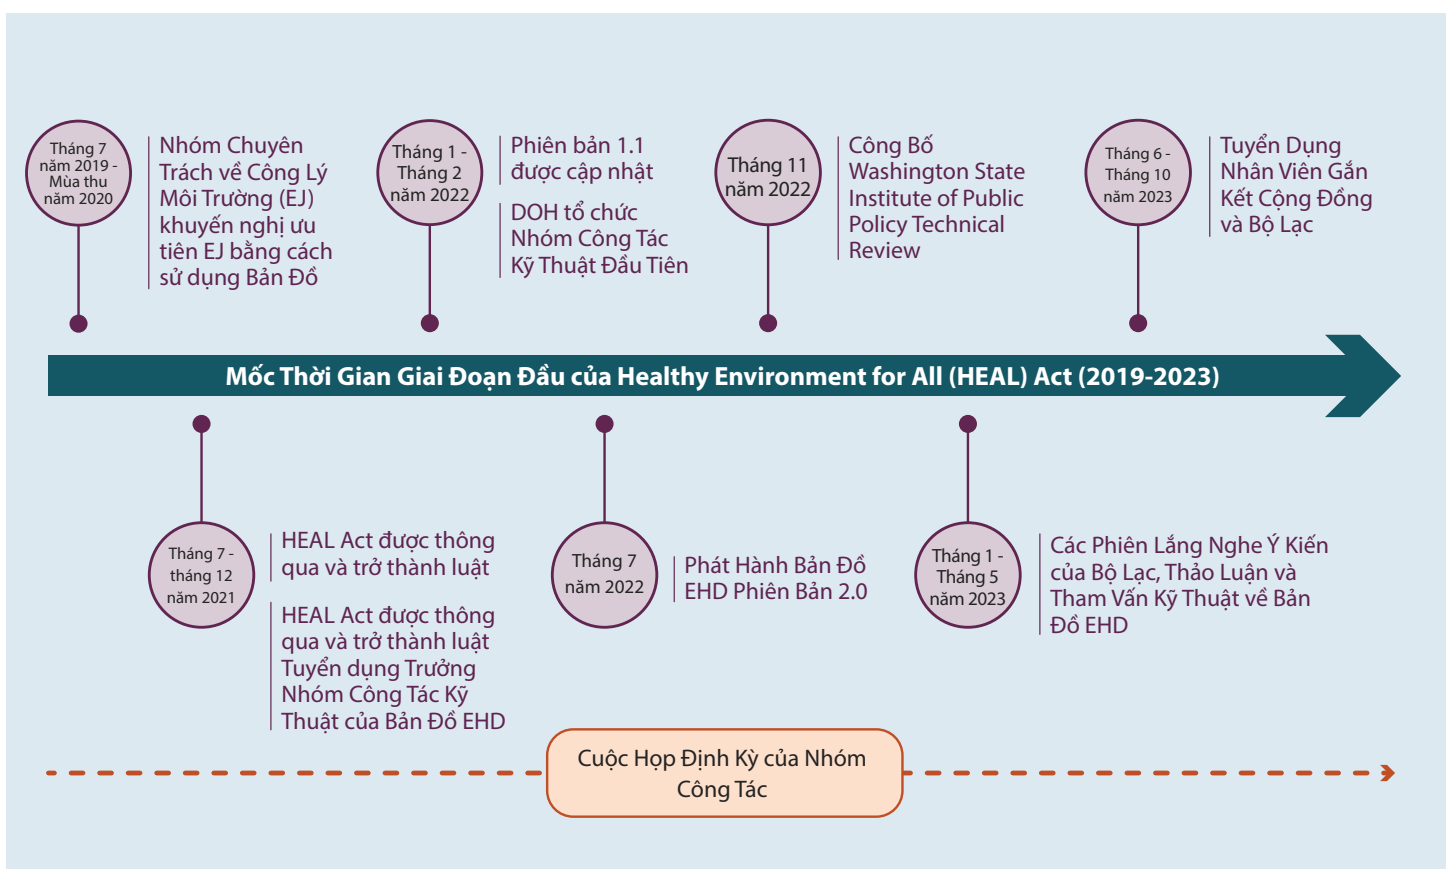 Tháng 7
năm 2019 -
Mùa thu
năm 2020
Nhóm Chuyên
Trách về Công Lý
Môi Trường (EJ)
khuyến nghị ưu
tiên EJ bằng cách
sử dụng Bản Đồ
Tháng 1 -
Tháng 2
năm 2022
Phiên bản 1.1
được cập nhật
DOH tổ chức
Nhóm Công Tác
Kỹ Thuật Đầu Tiên
Tháng 11
năm 2022
Công Bố
Washington State
Institute of Public
Policy Technical
Review
Tháng 6 -
Tháng 10
năm 2023
Tuyển Dụng
Nhân Viên Gắn
Kết Cộng Đồng
và Bộ Lạc
Mốc Thời Gian Giai Đoạn Đầu của Healthy Environment for All (HEAL) Act (2019-2023)
Tháng 7 -
tháng 12
năm 2021
HEAL Act được thông
qua và trở thành luật
HEAL Act được thông
qua và trở thành luật
Tuyển dụng Trưởng
Nhóm Công Tác Kỹ
Thuật của Bản Đồ EHD
Tháng 7
năm 2022
Phát Hành Bản Đồ
EHD Phiên Bản 2.0
Tháng 1 -
Tháng 5
năm 2023
Các Phiên Lắng Nghe Ý Kiến
của Bộ Lạc, Thảo Luận và
Tham Vấn Kỹ Thuật về Bản
Đồ EHD
Cuộc Họp Định Kỳ của Nhóm
Công Tác